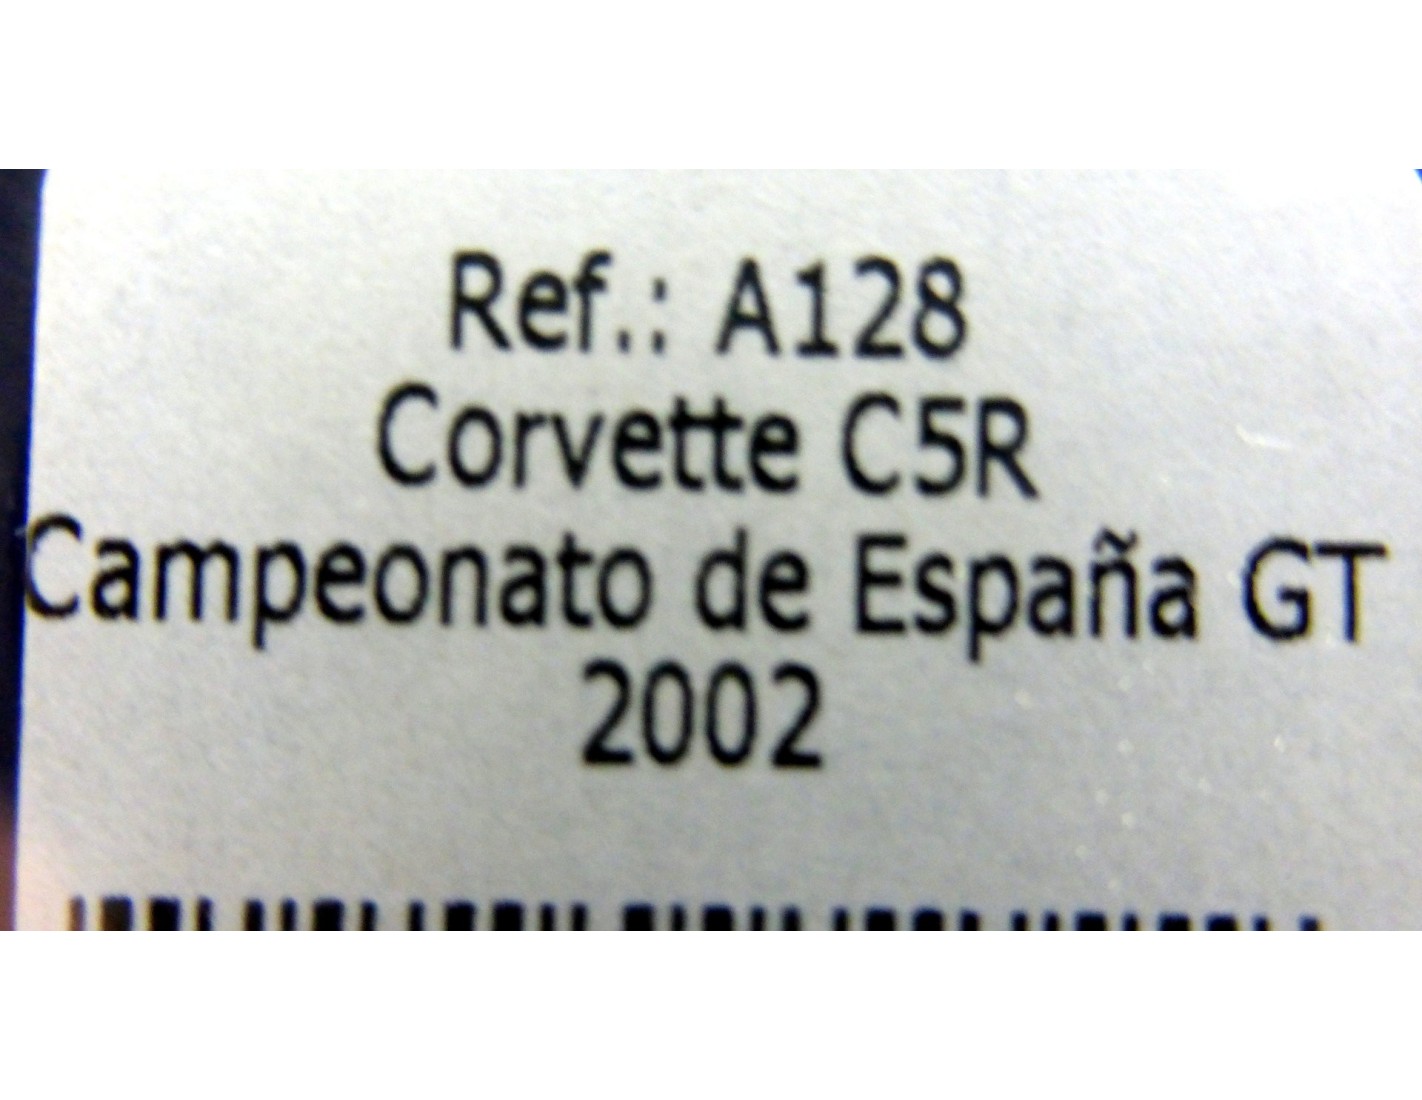 Ref.: A128
Corvette C5R
Campeonato de España GT
2002